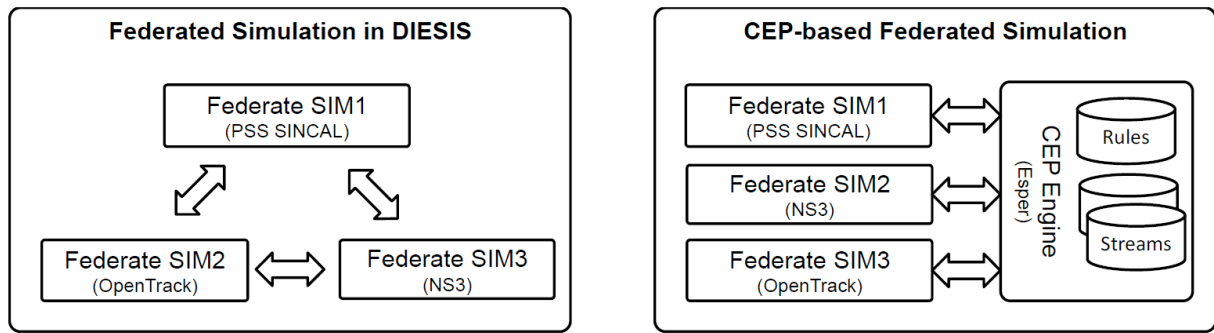 Federated Simulation in DIESIS
Federate SIM1
(PSS SINCAL)
Federate SIM2
(OpenTrack)
Federate SIM3
(NS3)
CEP-based Federated Simulation
Federate SIM1
(PSS SINCAL)
Federate SIM2
(NS3)
Federate SIM3
(OpenTrack)
CEP Engine
(Esper)
Rules
Streams